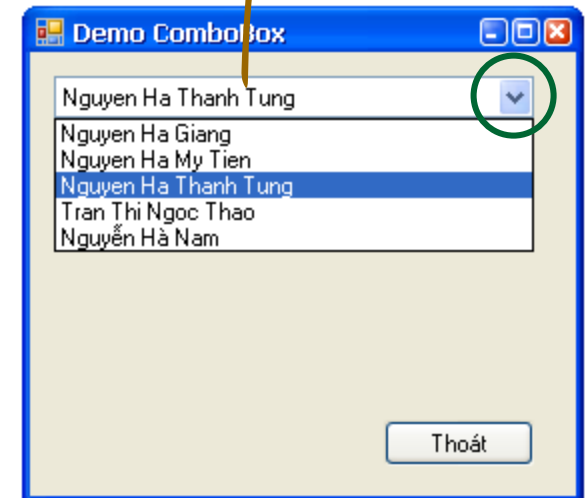 Demo ComboBox
Nguyen Ha Thanh Tung
Nguyen Ha Giang
Nguyen Ha My Tien
Nguyen Ha Thanh Tung
Tran Thi Ngoc Thao
Nguyễn Hà Nam
Thoát